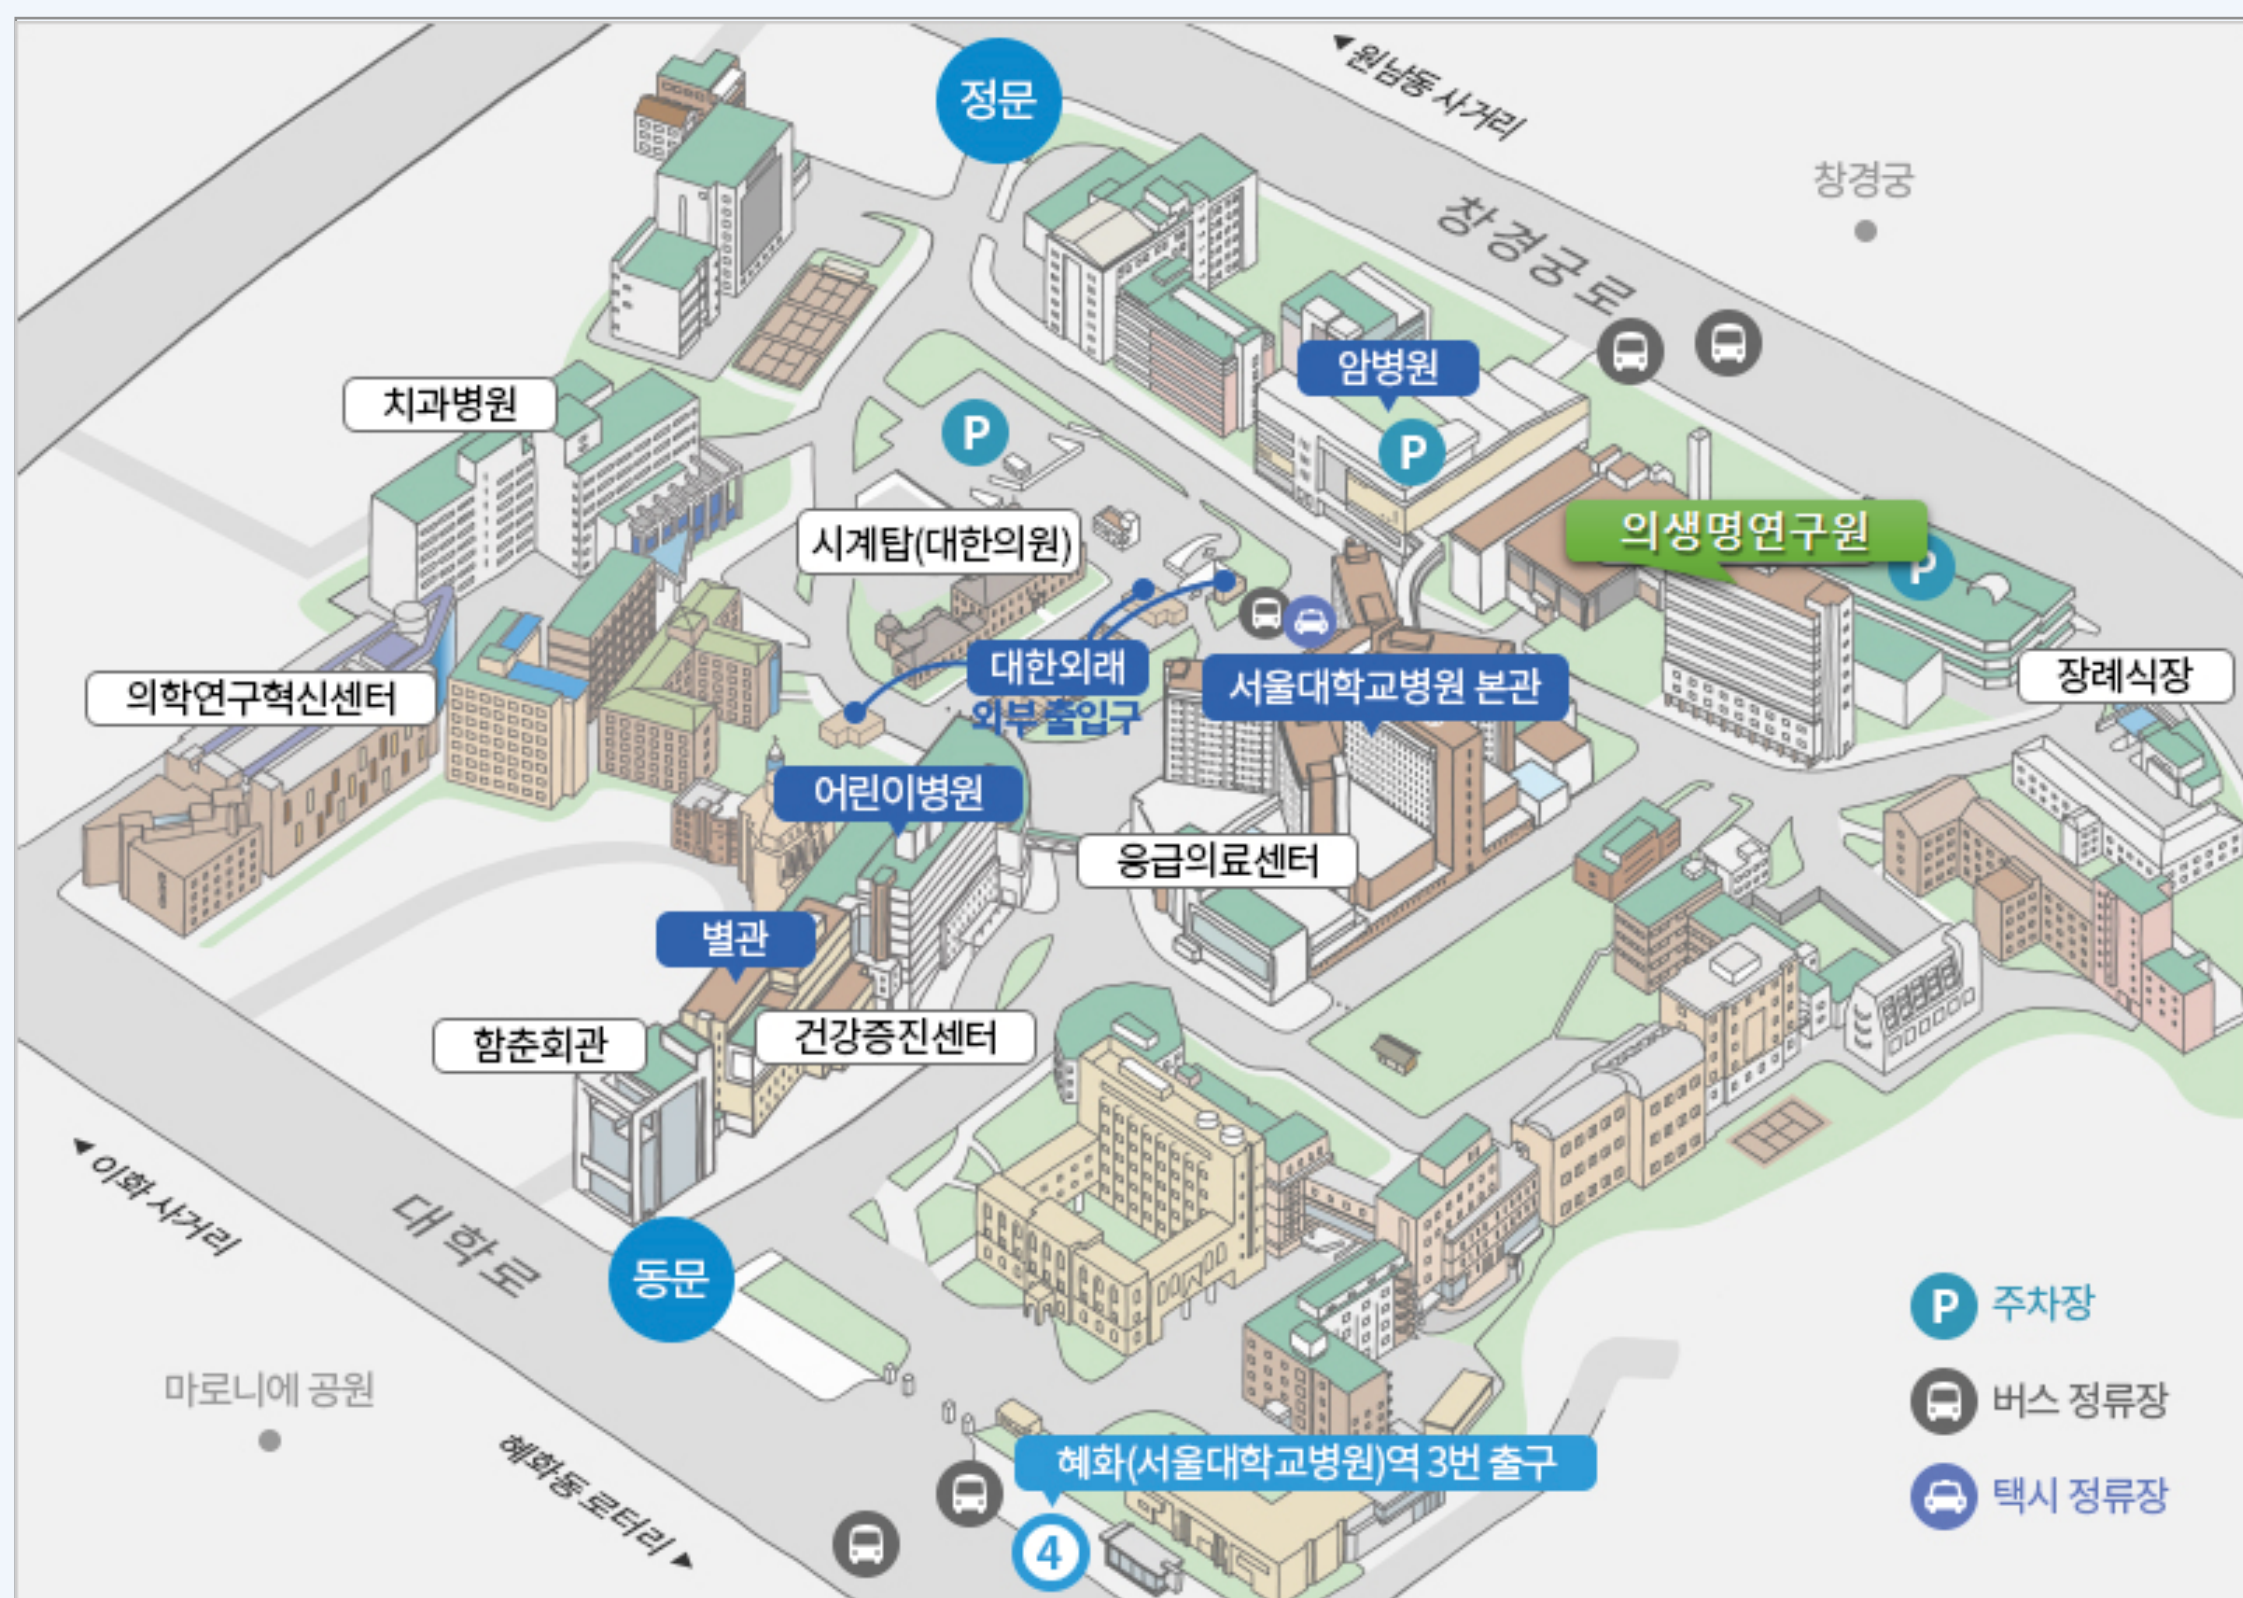 정문
◀ 원남동 사거리
창경궁
창경궁로
암병원
P
치과병원
P
시계탑(대한의원)
의생명연구원
P
대한외래
외부 출입구
서울대학교병원 본관
장례식장
의학연구혁신센터
어린이병원
응급의료센터
별관
함춘회관
건강증진센터
◀ 이화 사거리
대학로
동문
마로니에 공원
혜화동 로터리 ▶
혜화(서울대학교병원)역 3번 출구
4
P 주차장
버스 정류장
택시 정류장